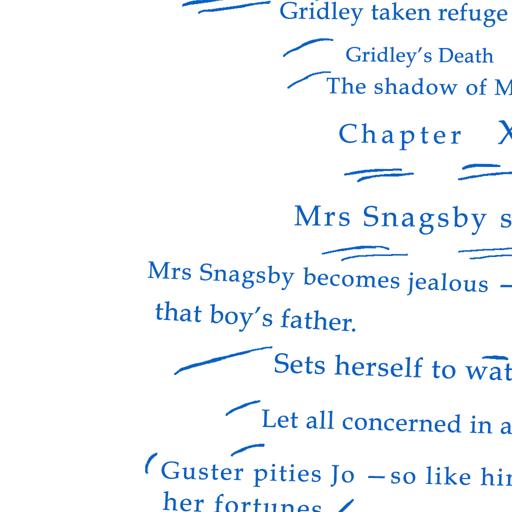 Gridley taken refuge
Gridley’s Death
The shadow of M
Chapter X
Mrs Snagsby s
Mrs Snagsby becomes jealous –
that boy’s father.
Sets herself to wat
Let all concerned in a
Guster pities Jo – so like hi
her fortunes